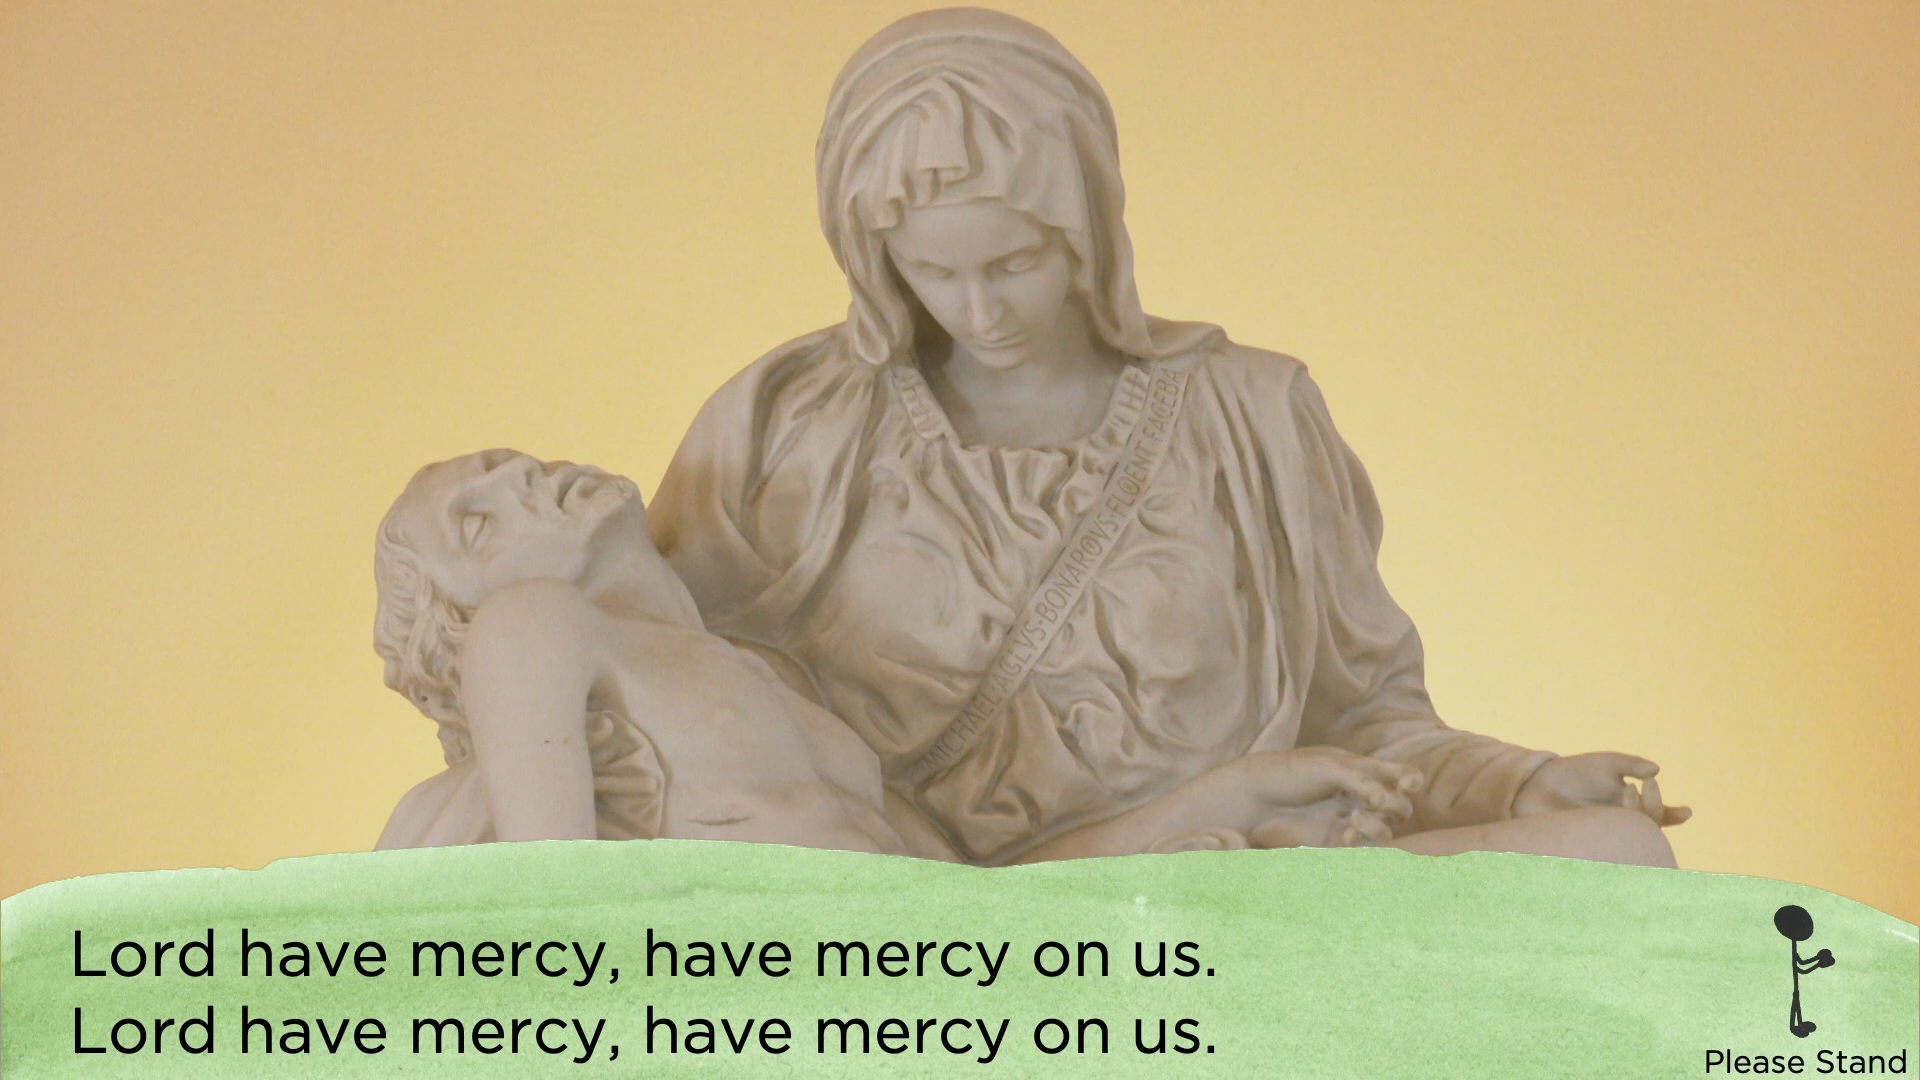 MICHAEL·AGLVS·BONAROVS·FLOENT FACEBA
Lord have mercy, have mercy on us.
Lord have mercy, have mercy on us.
Please Stand